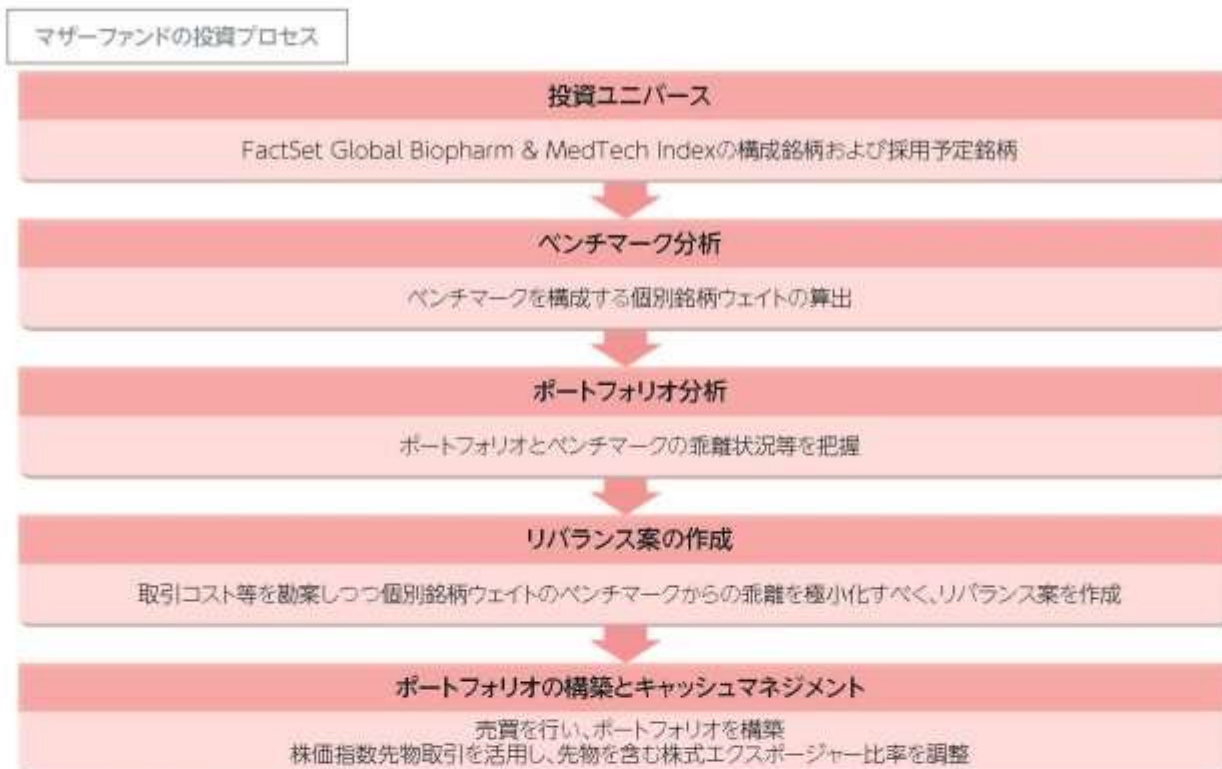 マザーファンドの投資プロセス
投資ユニバース
FactSet Global Biopharm & MedTech Indexの構成銘柄および採用予定銘柄
ベンチマーク分析
ベンチマークを構成する個別銘柄ウェイトの算出
ポートフォリオ分析
ポートフォリオとベンチマークの乖離状況等を把握
リバランス案の作成
取引コスト等を勘案しつつ個別銘柄ウェイトのベンチマークからの乖離を極小化すべく、リバランス案を作成
ポートフォリオの構築とキャッシュマネジメント
売買を行い、ポートフォリオを構築
株価指数先物取引を活用し、先物を含む株式エクスポージャー比率を調整